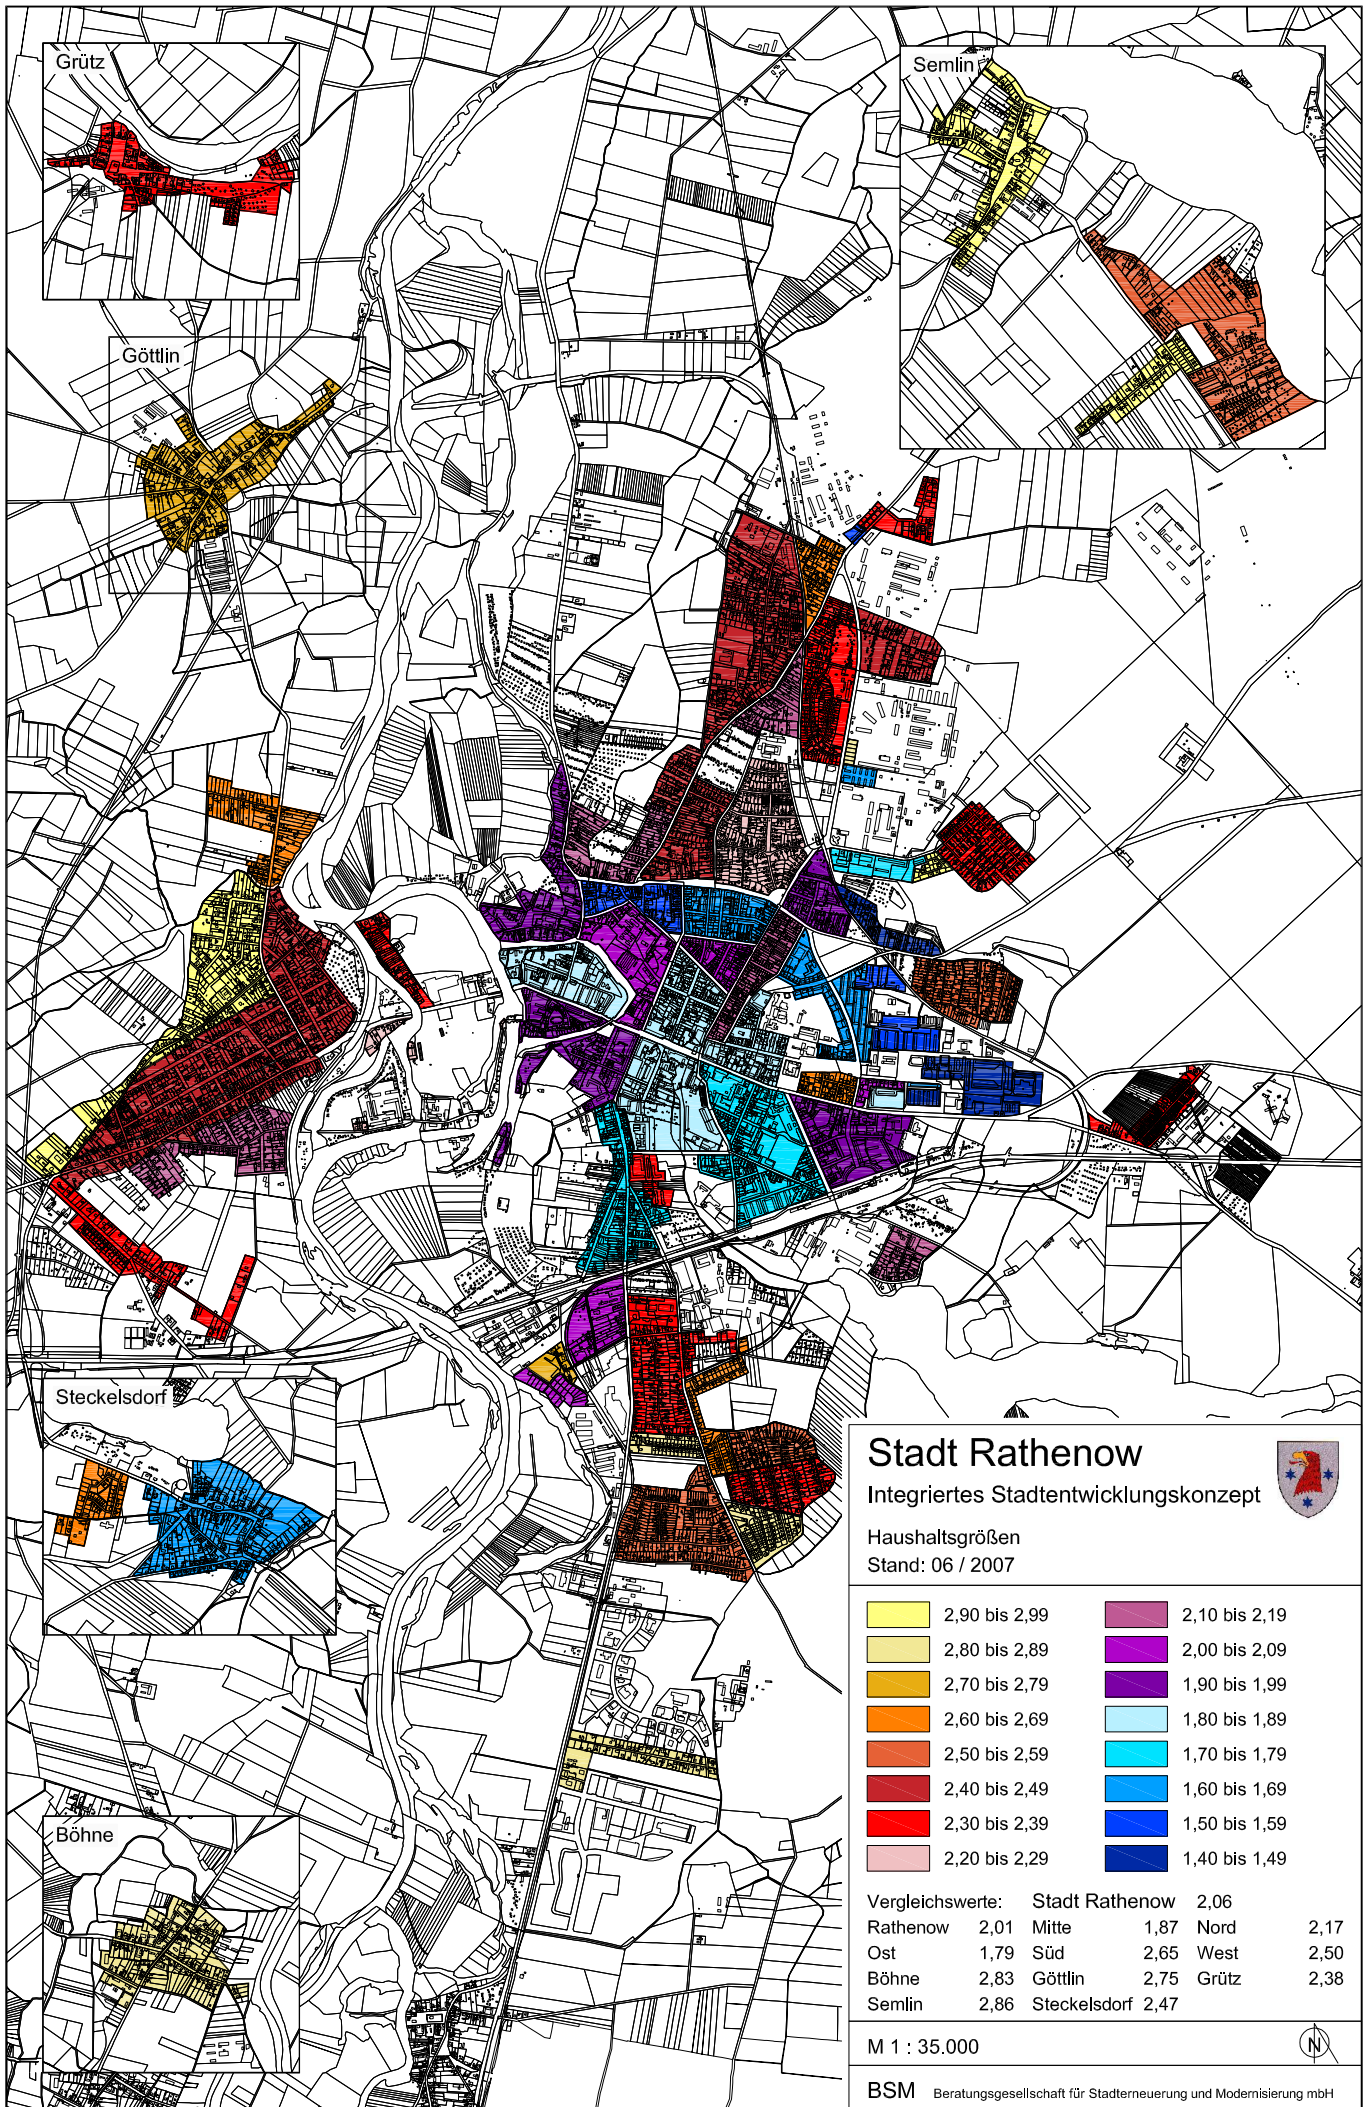 Grütz
Semlin
Göttlin
Steckelsdorf
Böhne
Stadt Rathenow
Integriertes Stadtentwicklungskonzept
Haushaltsgrößen
Stand: 06 / 2007
2,90 bis 2,99 2,10 bis 2,19
2,80 bis 2,89 2,00 bis 2,09
2,70 bis 2,79 1,90 bis 1,99
2,60 bis 2,69 1,80 bis 1,89
2,50 bis 2,59 1,70 bis 1,79
2,40 bis 2,49 1,60 bis 1,69
2,30 bis 2,39 1,50 bis 1,59
2,20 bis 2,29 1,40 bis 1,49
Vergleichswerte: Stadt Rathenow 2,06
Rathenow 2,01 Mitte 1,87 Nord 2,17
Ost 1,79 Süd 2,65 West 2,50
Böhne 2,83 Göttlin 2,75 Grütz 2,38
Semlin 2,86 Steckelsdorf 2,47
M 1 : 35.000
N
BSM Beratungsgesellschaft für Stadterneuerung und Modernisierung mbH